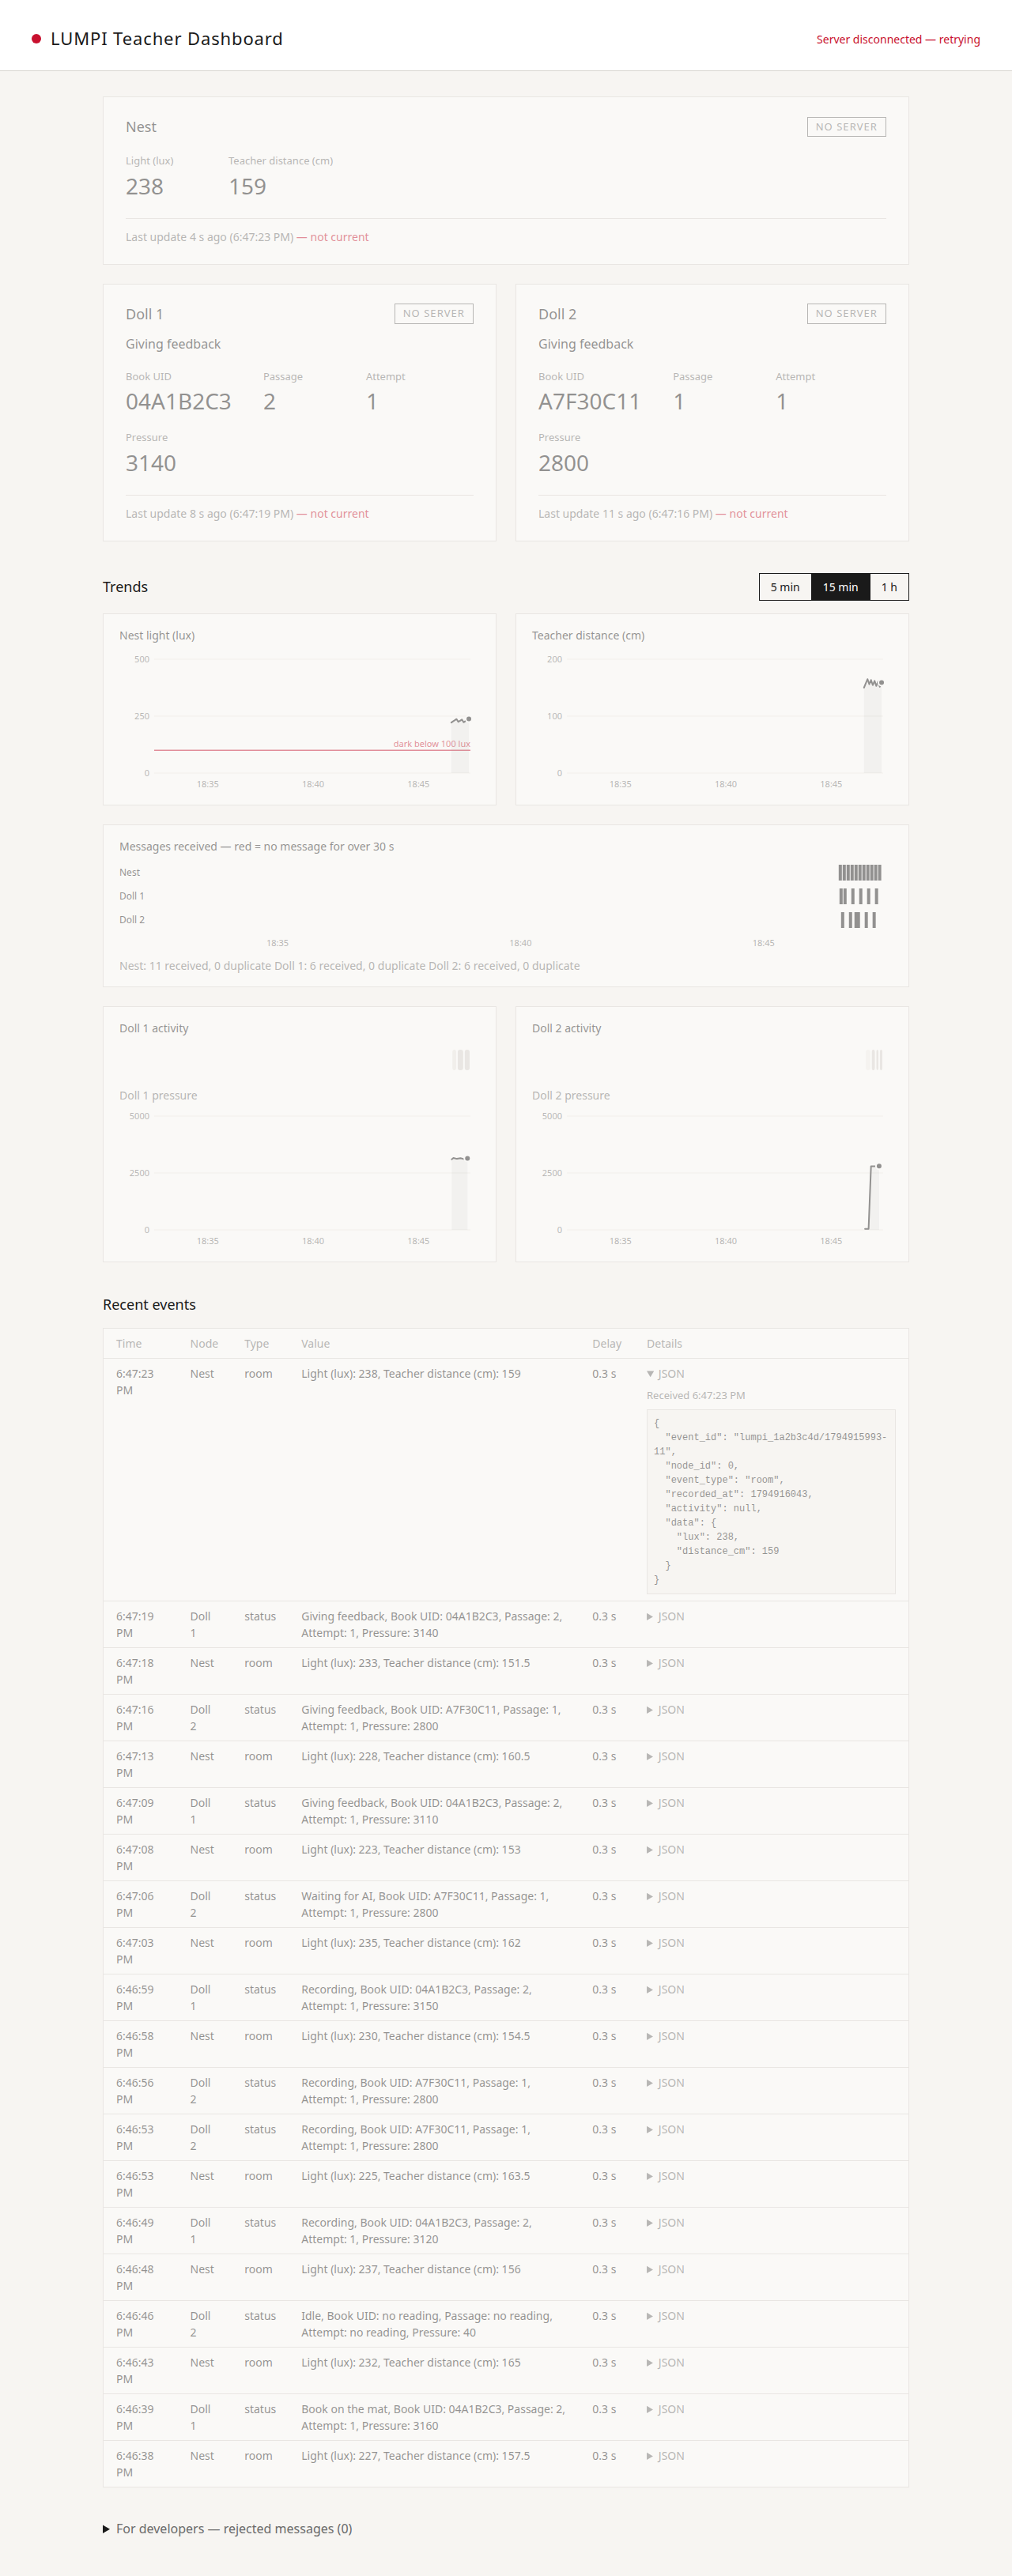 LUMPI Teacher Dashboard
Server disconnected — retrying
Nest
NO SERVER
Light (lux) Teacher distance (cm)
238 159
Last update 4 s ago (6:47:23 PM) — not current
Doll 1
NO SERVER
Giving feedback
Book UID Passage Attempt
04A1B2C3 2 1
Pressure
3140
Last update 8 s ago (6:47:19 PM) — not current
Doll 2
NO SERVER
Giving feedback
Book UID Passage Attempt
A7F30C11 1 1
Pressure
2800
Last update 11 s ago (6:47:16 PM) — not current
Trends
5 min 15 min 1 h
Nest light (lux)
500
250
dark below 100 lux
0
18:35 18:40 18:45
Teacher distance (cm)
200
100
0
18:35 18:40 18:45
Messages received — red = no message for over 30 s
Nest
Doll 1
Doll 2
18:35 18:40 18:45
Nest: 11 received, 0 duplicate Doll 1: 6 received, 0 duplicate Doll 2: 6 received, 0 duplicate
Doll 1 activity
Doll 1 pressure
5000
2500
0
18:35 18:40 18:45
Doll 2 activity
Doll 2 pressure
5000
2500
0
18:35 18:40 18:45
Recent events
Time Node Type Value Delay Details
6:47:23 PM Nest room Light (lux): 238, Teacher distance (cm): 159 0.3 s JSON
Received 6:47:23 PM
{
"event_id": "lumpi_1a2b3c4d/1794915993-
11",
"node_id": 0,
"event_type": "room",
"recorded_at": 1794916043,
"activity": null,
"data": {
"lux": 238,
"distance_cm": 159
}
}
6:47:19 PM Doll 1 status Giving feedback, Book UID: 04A1B2C3, Passage: 2, Attempt: 1, Pressure: 3140 0.3 s JSON
6:47:18 PM Nest room Light (lux): 233, Teacher distance (cm): 151.5 0.3 s JSON
6:47:16 PM Doll 2 status Giving feedback, Book UID: A7F30C11, Passage: 1, Attempt: 1, Pressure: 2800 0.3 s JSON
6:47:13 PM Nest room Light (lux): 228, Teacher distance (cm): 160.5 0.3 s JSON
6:47:09 PM Doll 1 status Giving feedback, Book UID: 04A1B2C3, Passage: 2, Attempt: 1, Pressure: 3110 0.3 s JSON
6:47:08 PM Nest room Light (lux): 223, Teacher distance (cm): 153 0.3 s JSON
6:47:06 PM Doll 2 status Waiting for AI, Book UID: A7F30C11, Passage: 1, Attempt: 1, Pressure: 2800 0.3 s JSON
6:47:03 PM Nest room Light (lux): 235, Teacher distance (cm): 162 0.3 s JSON
6:46:59 PM Doll 1 status Recording, Book UID: 04A1B2C3, Passage: 2, Attempt: 1, Pressure: 3150 0.3 s JSON
6:46:58 PM Nest room Light (lux): 230, Teacher distance (cm): 154.5 0.3 s JSON
6:46:56 PM Doll 2 status Recording, Book UID: A7F30C11, Passage: 1, Attempt: 1, Pressure: 2800 0.3 s JSON
6:46:53 PM Doll 2 status Recording, Book UID: A7F30C11, Passage: 1, Attempt: 1, Pressure: 2800 0.3 s JSON
6:46:53 PM Nest room Light (lux): 225, Teacher distance (cm): 163.5 0.3 s JSON
6:46:49 PM Doll 1 status Recording, Book UID: 04A1B2C3, Passage: 2, Attempt: 1, Pressure: 3120 0.3 s JSON
6:46:48 PM Nest room Light (lux): 237, Teacher distance (cm): 156 0.3 s JSON
6:46:46 PM Doll 2 status Idle, Book UID: no reading, Passage: no reading, Attempt: no reading, Pressure: 40 0.3 s JSON
6:46:43 PM Nest room Light (lux): 232, Teacher distance (cm): 165 0.3 s JSON
6:46:39 PM Doll 1 status Book on the mat, Book UID: 04A1B2C3, Passage: 2, Attempt: 1, Pressure: 3160 0.3 s JSON
6:46:38 PM Nest room Light (lux): 227, Teacher distance (cm): 157.5 0.3 s JSON
For developers — rejected messages (0)